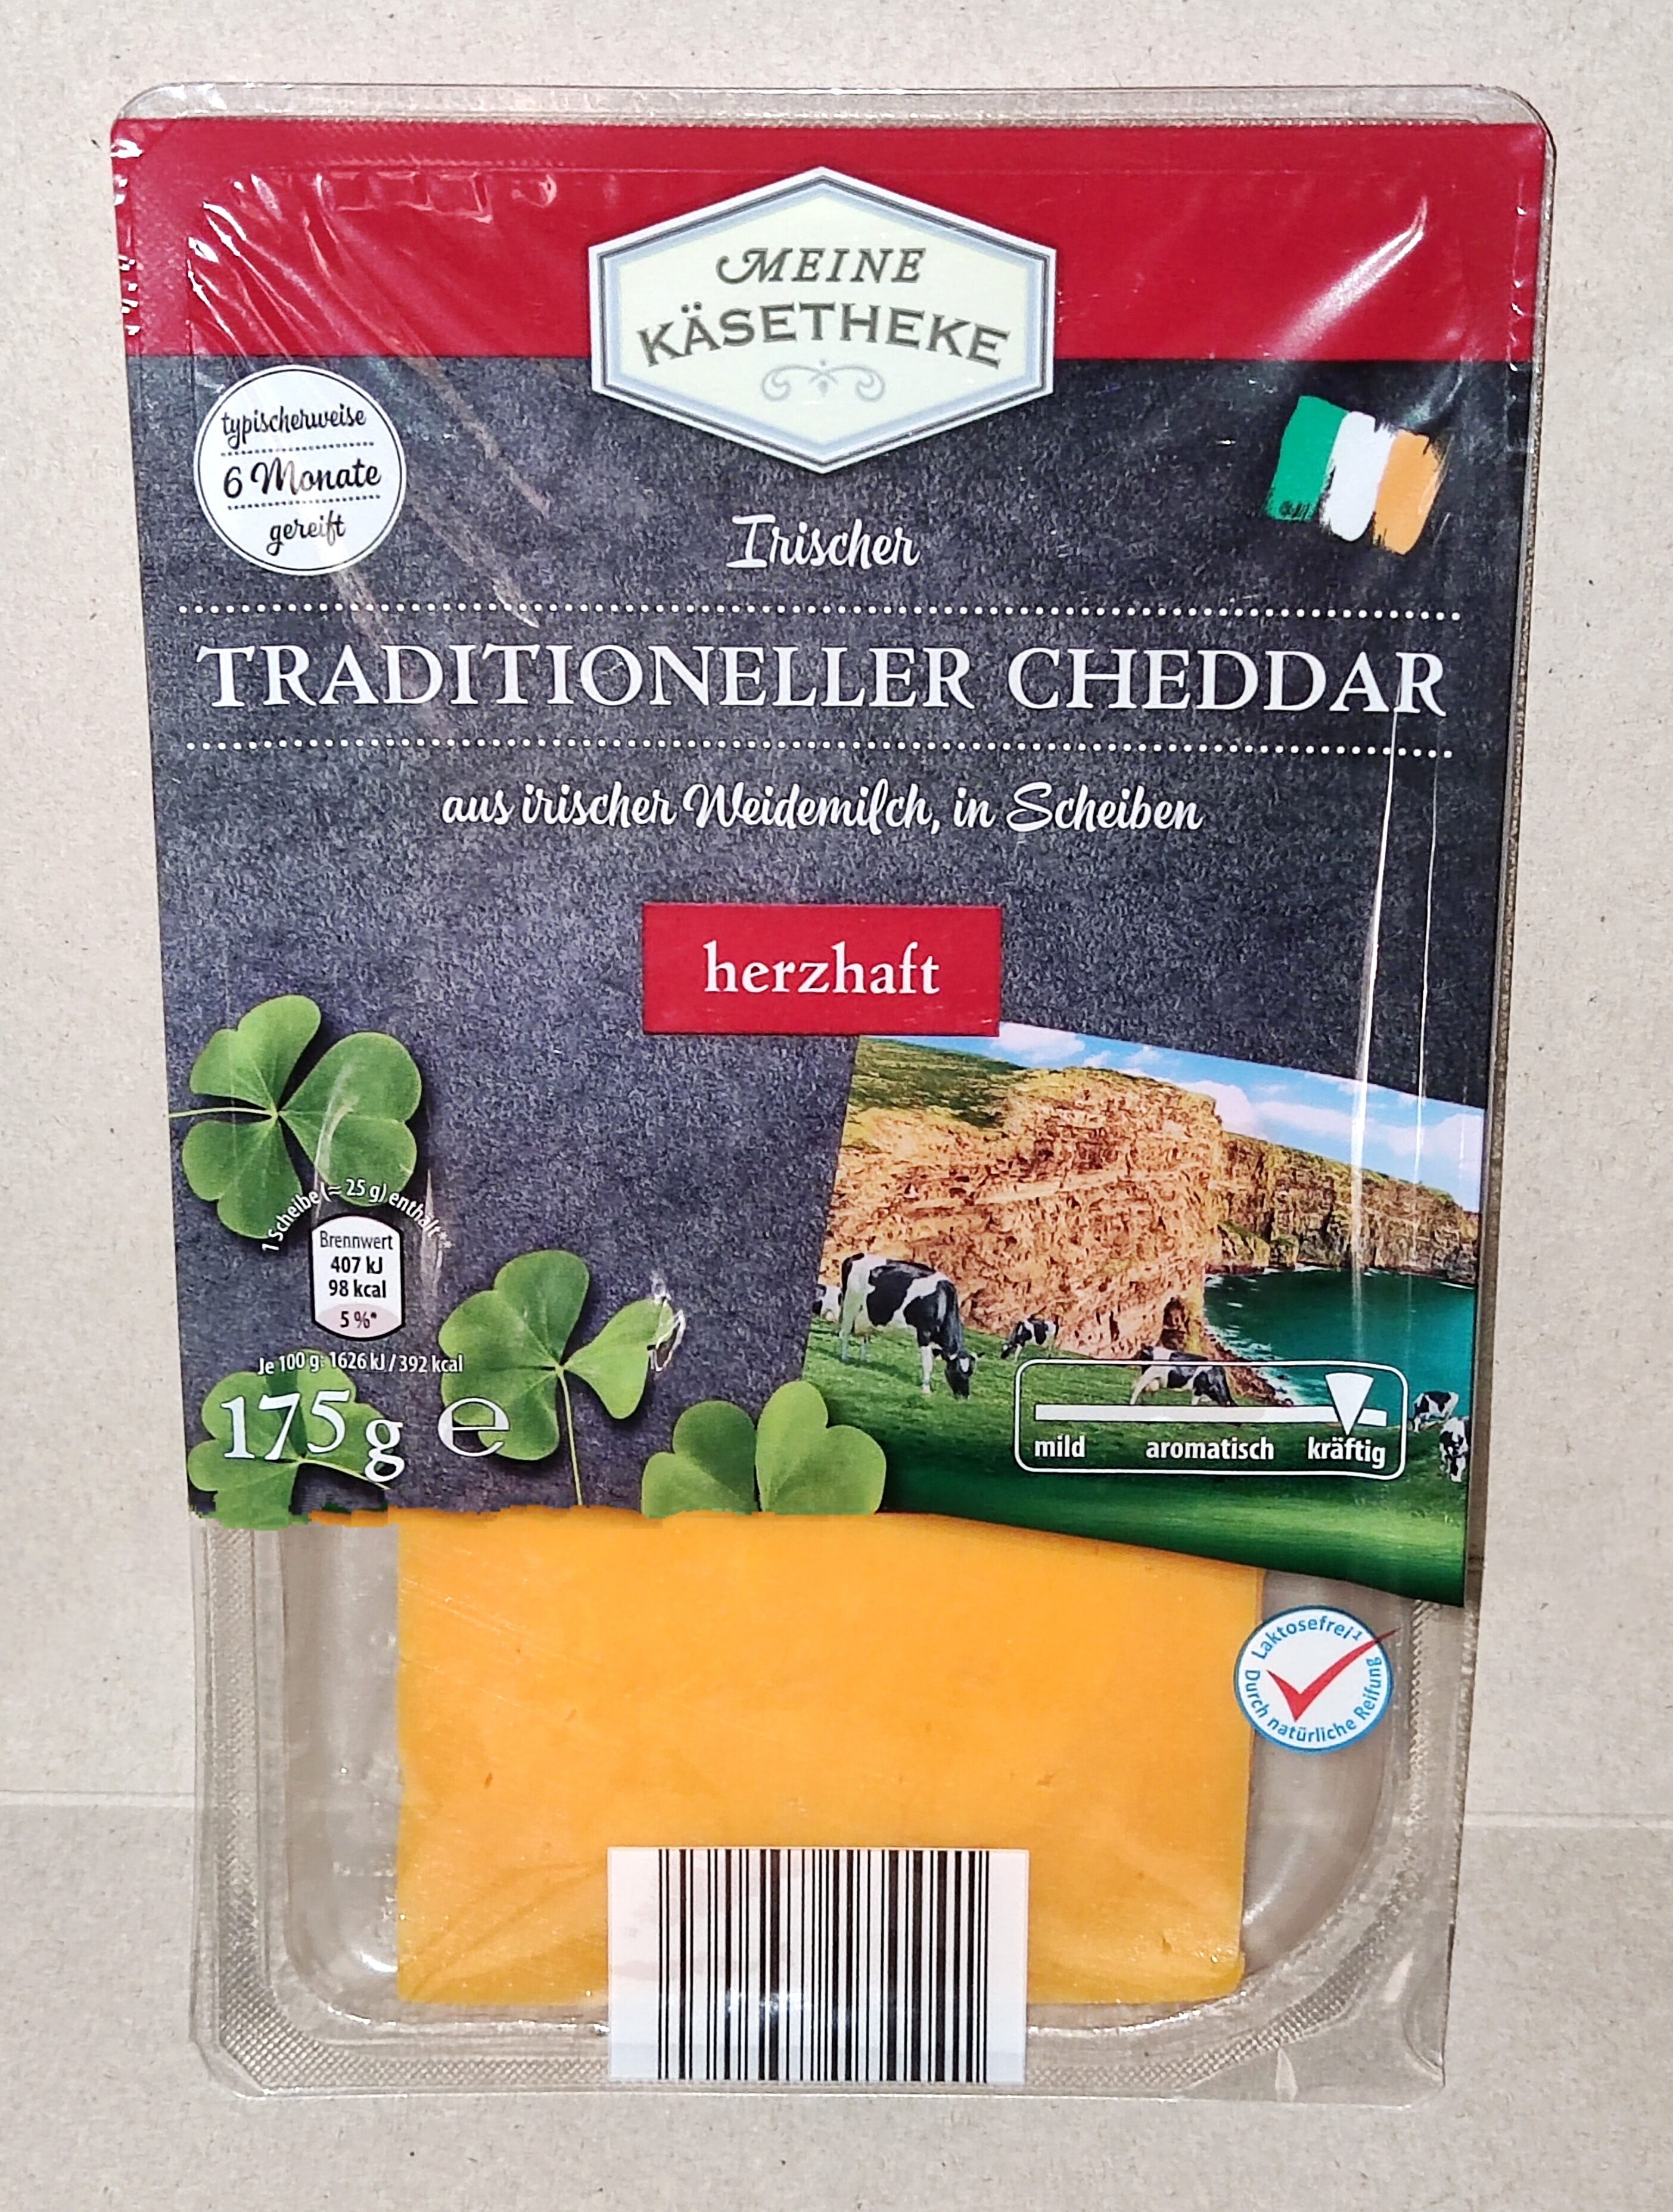 MEINE
KÄSETHEKE
typischerweise
6 Monate
gereift
Irischer
TRADITIONELLER CHEDDAR
aus irischer Weidemilch, in Scheiben
herzhaft
1 Scheibe (≈ 25 g) enthält**
Brennwert
407 kJ
98 kcal
5 %*
Je 100 g: 1626 kJ / 392 kcal
175 g e
mild aromatisch kräftig
Laktosefrei¹
Durch natürliche Reifung